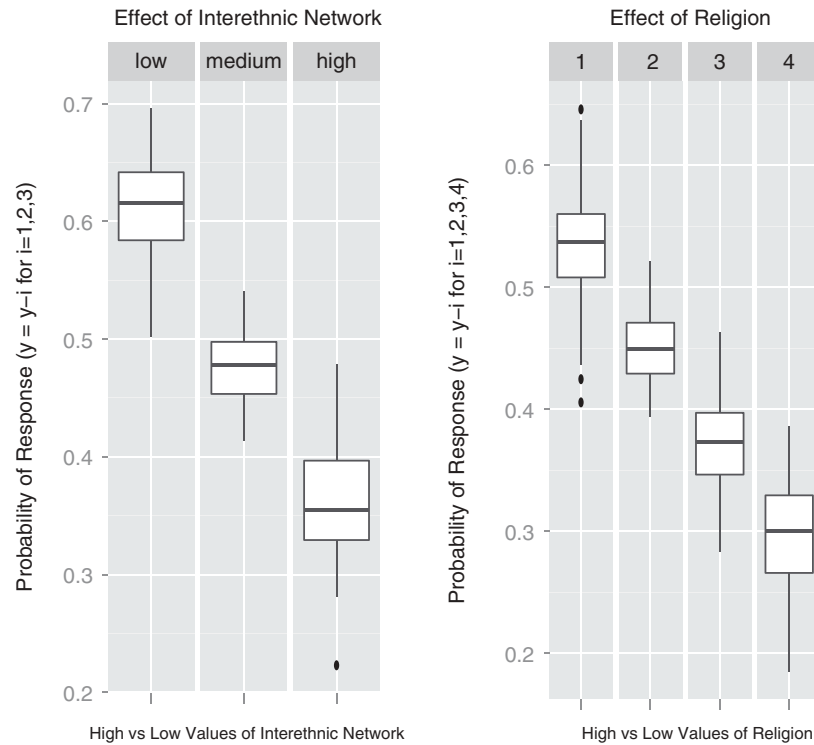 Effect of Interethnic Network
low medium high
Probability of Response (y = y−i for i=1,2,3)
0.7
0.6
0.5
0.4
0.3
0.2
High vs Low Values of Interethnic Network
Effect of Religion
1 2 3 4
Probability of Response (y = y−i for i=1,2,3,4)
0.6
0.5
0.4
0.3
0.2
High vs Low Values of Religion